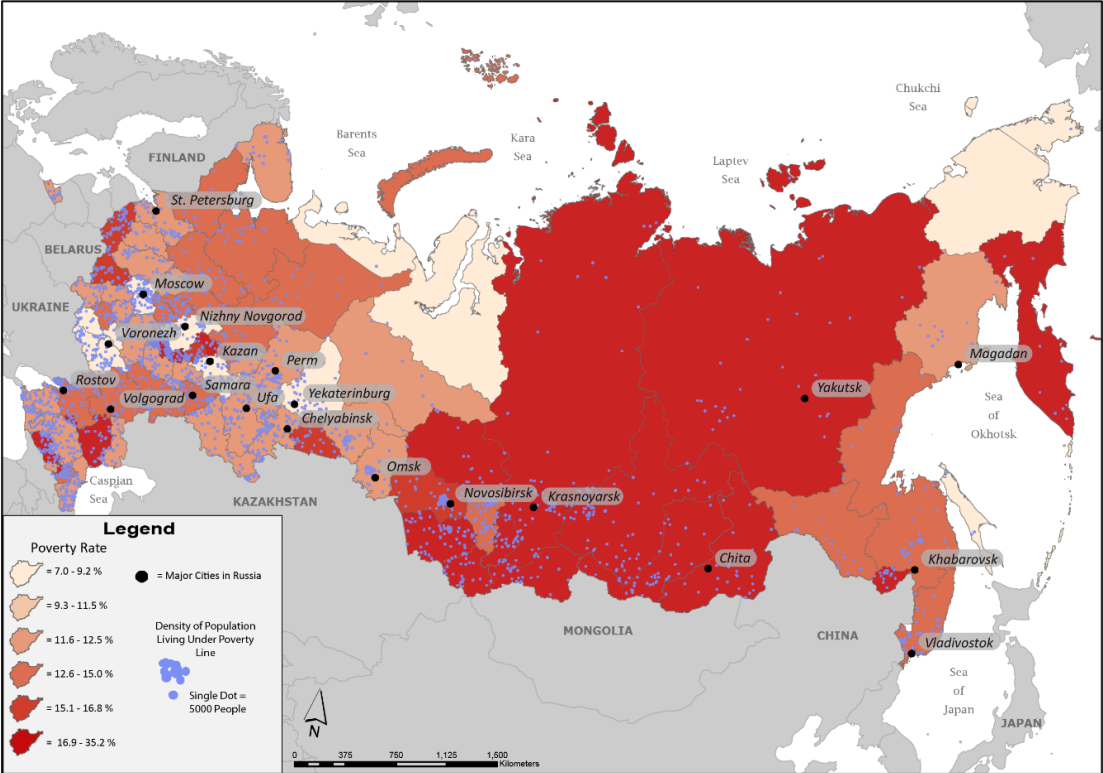 Chukchi
Sea
Barents
Sea
Kara
Sea
Laptev
Sea
FINLAND
St. Petersburg
BELARUS
Moscow
UKRAINE
Nizhny Novgorod
Voronezh
Kazan
Perm
Magadan
Rostov
Samara
Yekaterinburg
Yakutsk
Volgograd
Ufa
Chelyabinsk
Sea
of
Okhotsk
Omsk
Caspian
Sea
KAZAKHSTAN
Novosibirsk
Krasnoyarsk
Chita
Khabarovsk
MONGOLIA
CHINA
Vladivostok
Sea
of
Japan
JAPAN
Legend
Poverty Rate
= 7.0 - 9.2 %
= 9.3 - 11.5 %
= 11.6 - 12.5 %
= 12.6 - 15.0 %
= 15.1 - 16.8 %
= 16.9 - 35.2 %
= Major Cities in Russia
Density of Population
Living Under Poverty
Line
Single Dot =
5000 People
N
0 375 750 1,125 1,500
Kilometers